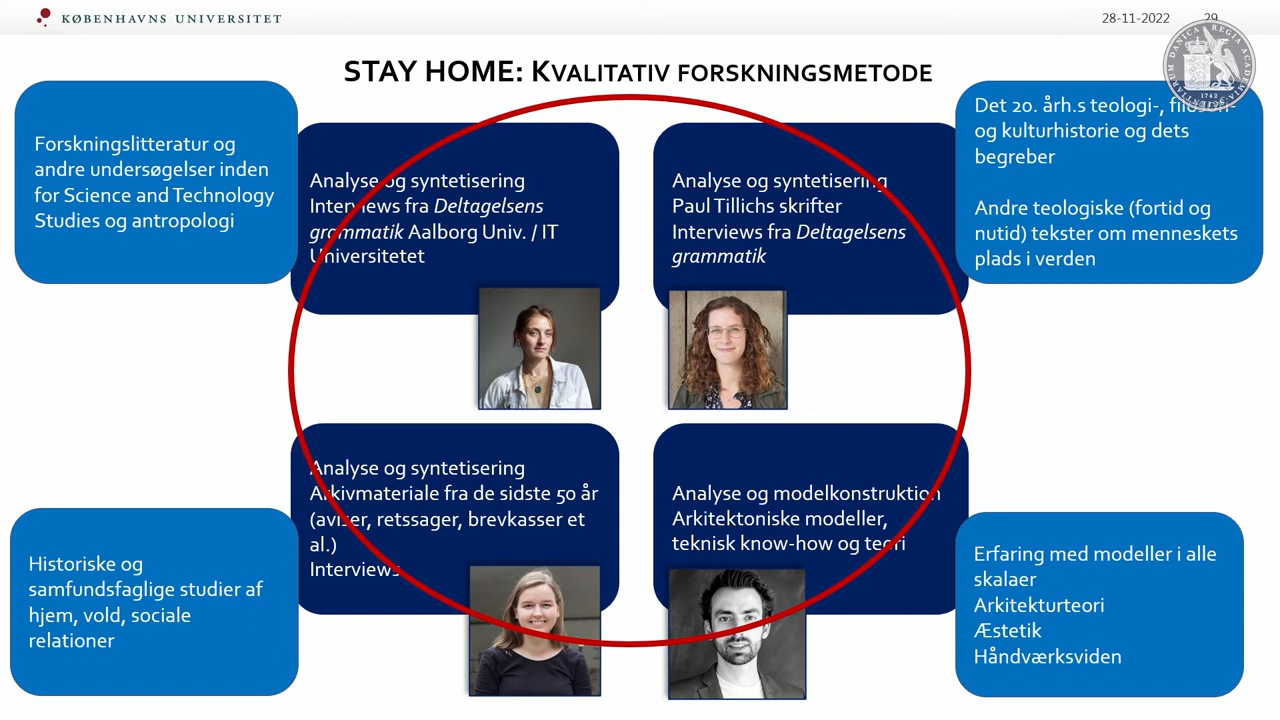 KØBENHAVNS UNIVERSITET
28-11-2022
29
STAY HOME: Kvalitativ forskningsmetode
Forskningslitteratur og
andre undersøgelser inden
for Science and Technology
Studies og antropologi
Analyse og syntetisering
Interviews fra Deltagelsens
grammatik Aalborg Univ. / IT
Universitetet
Analyse og syntetisering
Paul Tillichs skrifter
Interviews fra Deltagelsens
grammatik
Det 20. årh.s teologi-, filosofi-
og kulturhistorie og dets
begreber
Andre teologiske (fortid og
nutid) tekster om menneskets
plads i verden
Historiske og
samfundsfaglige studier af
hjem, vold, sociale
relationer
Analyse og syntetisering
Arkivmateriale fra de sidste 50 år
(aviser, retssager, brevkasser et
al.)
Interviews
Analyse og modelkonstruktion
Arkitektoniske modeller,
teknisk know-how og teori
Erfaring med modeller i alle
skalaer
Arkitekturteori
Æstetik
Håndværksviden
1742